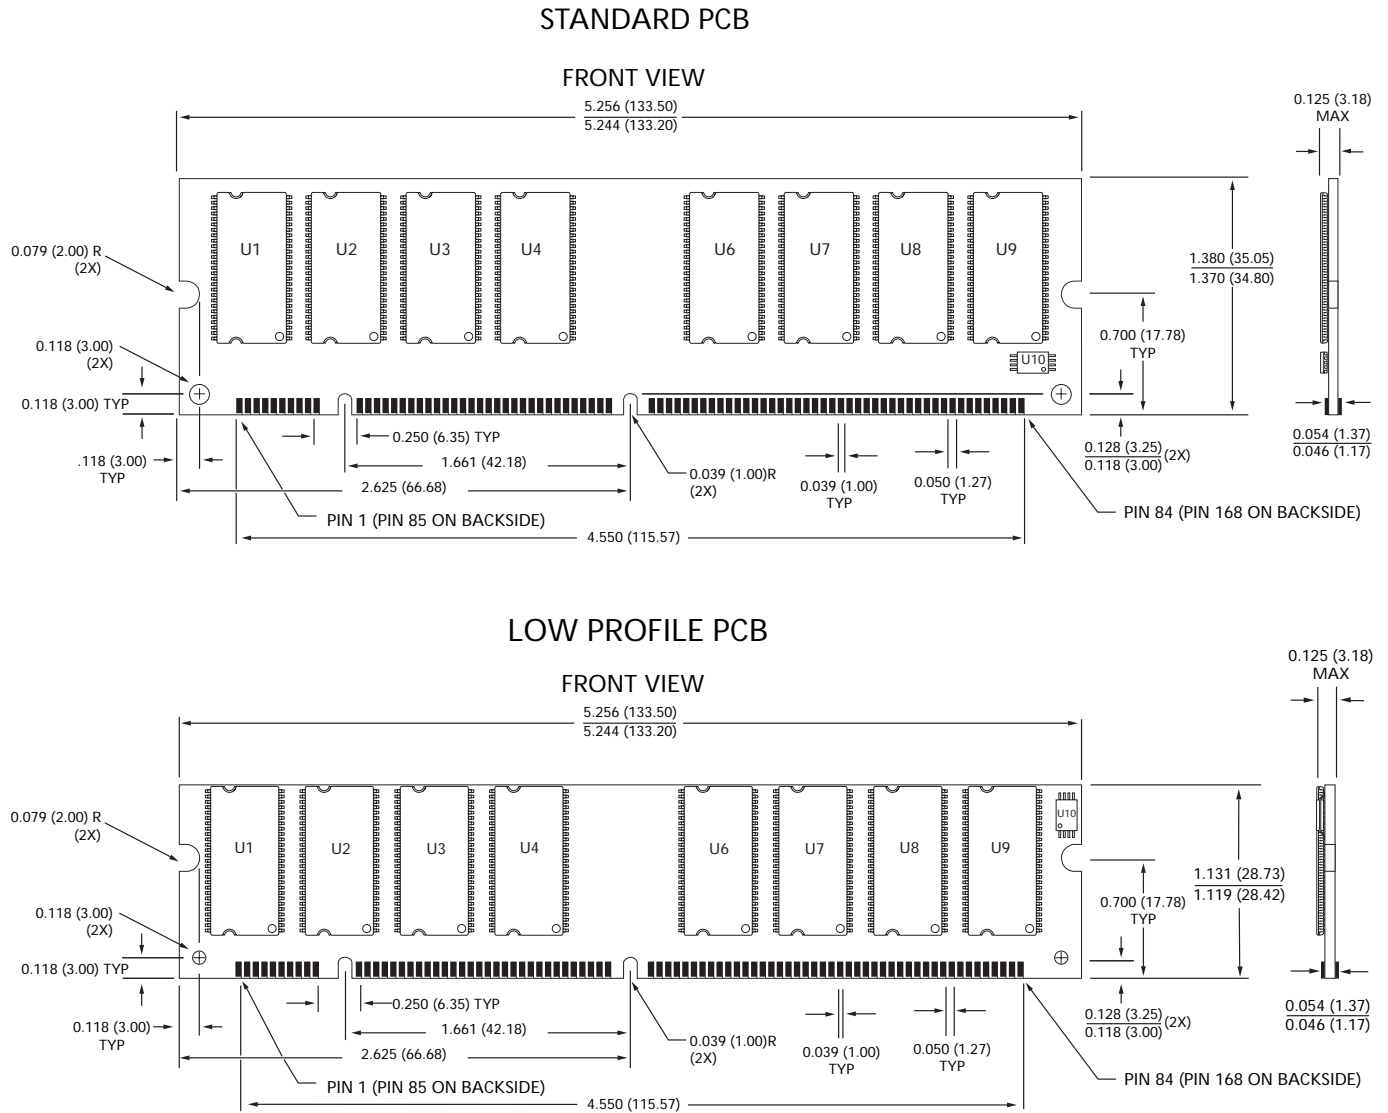 STANDARD PCB
FRONT VIEW
5.256 (133.50)
5.244 (133.20)
0.125 (3.18)
MAX
U1
U2
U3
U4
U6
U7
U8
U9
0.079 (2.00) R
(2X)
1.380 (35.05)
1.370 (34.80)
0.118 (3.00)
(2X)
0.700 (17.78)
TYP
U10
0.118 (3.00) TYP
0.250 (6.35) TYP
.118 (3.00)
TYP
1.661 (42.18)
2.625 (66.68)
0.039 (1.00)R
(2X)
0.039 (1.00)
TYP
0.050 (1.27)
TYP
0.128 (3.25)
0.118 (3.00)
(2X)
0.054 (1.37)
0.046 (1.17)
PIN 1 (PIN 85 ON BACKSIDE)
PIN 84 (PIN 168 ON BACKSIDE)
4.550 (115.57)
LOW PROFILE PCB
FRONT VIEW
5.256 (133.50)
5.244 (133.20)
0.125 (3.18)
MAX
0.079 (2.00) R
(2X)
U1
U2
U3
U4
U6
U7
U8
U9
U10
1.131 (28.73)
1.119 (28.42)
0.118 (3.00)
(2X)
0.700 (17.78)
TYP
0.118 (3.00) TYP
0.250 (6.35) TYP
0.118 (3.00)
TYP
1.661 (42.18)
2.625 (66.68)
0.039 (1.00)R
(2X)
0.039 (1.00)
TYP
0.050 (1.27)
TYP
0.128 (3.25)
0.118 (3.00)
(2X)
0.054 (1.37)
0.046 (1.17)
PIN 1 (PIN 85 ON BACKSIDE)
PIN 84 (PIN 168 ON BACKSIDE)
4.550 (115.57)